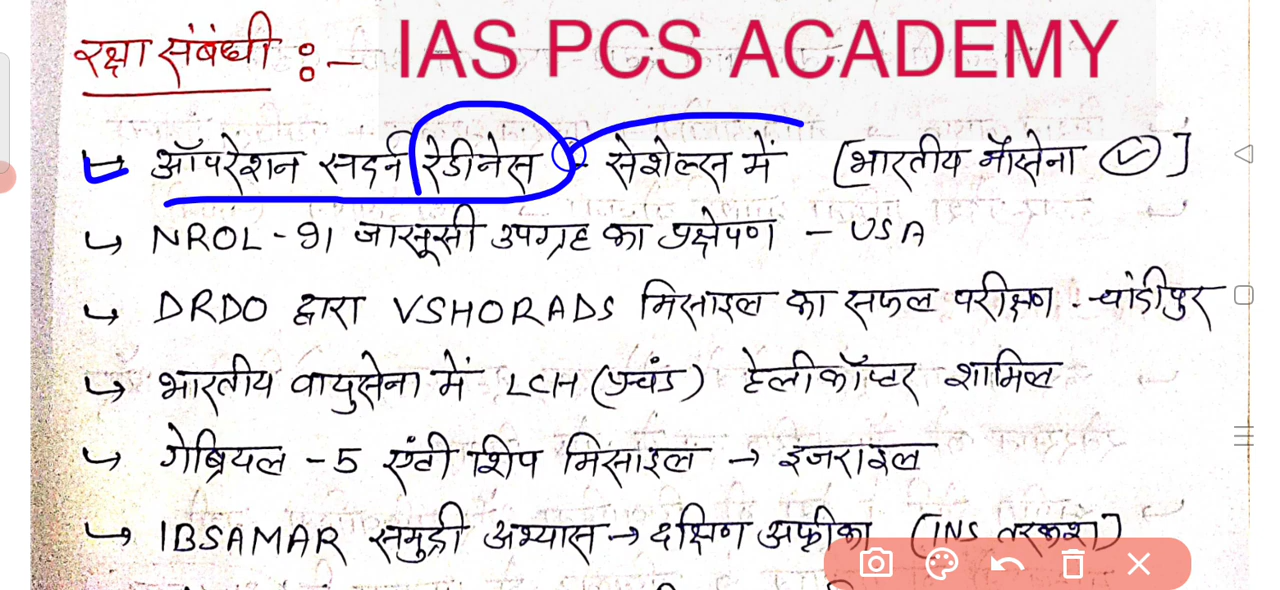 रक्षा संबंधी :- IAS PCS ACADEMY
ऑपरेशन सदर्न रेडीनेस - सेशेल्स में [भारतीय नौसेना]
NROL-91 जासूसी उपग्रह का प्रक्षेपण - USA
DRDO द्वारा VSHORADS मिसाइल का सफल परीक्षण - चांदीपुर
भारतीय वायुसेना में LCH (प्रचंड) हेलीकॉप्टर शामिल
गेब्रियल -5 एंटी शिप मिसाइल → इजराइल
IBSAMAR समुद्री अभ्यास → दक्षिण अफ्रीका (INS तरकश)